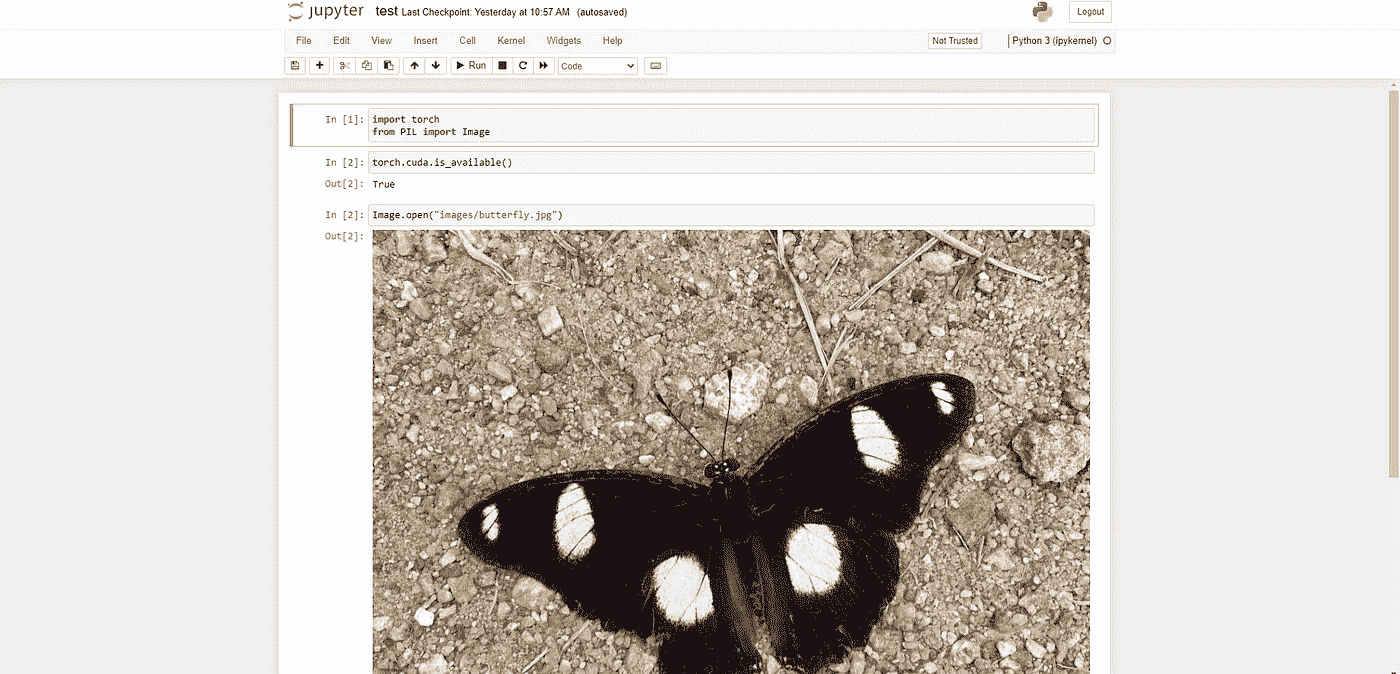 jupyter test Last Checkpoint: Yesterday at 10:57 AM (autosaved) Logout
File Edit View Insert Cell Kernel Widgets Help Not Trusted Python 3 (ipykernel)
Run Code
In [1]: import torch
from PIL import Image
In [2]: torch.cuda.is_available()
Out[2]: True
In [2]: Image.open("images/butterfly.jpg")
Out[2]: